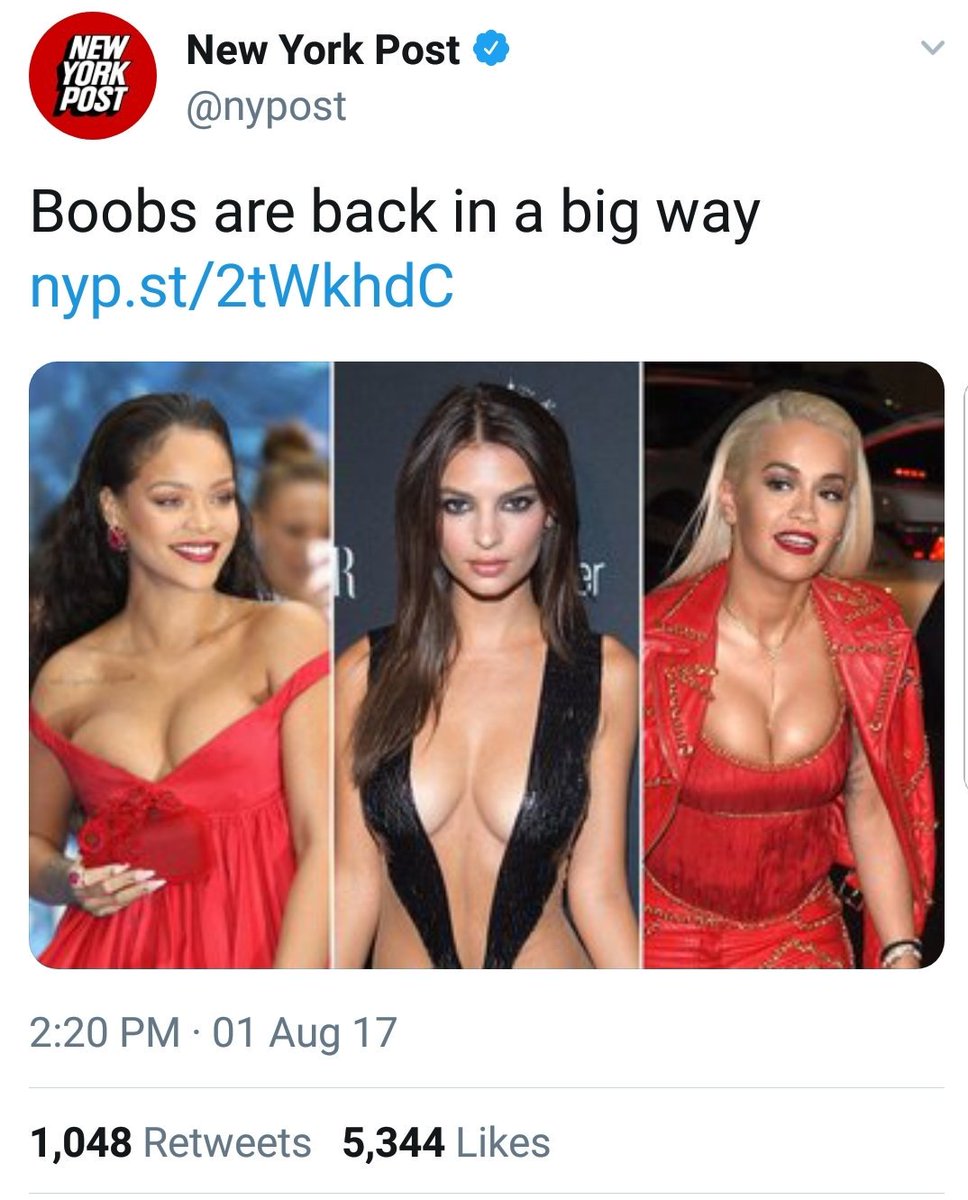 NEW
YORK
POST
New York Post
@nypost
Boobs are back in a big way
nyp.st/2tWkhdC
R
er
2:20 PM · 01 Aug 17
1,048 Retweets 5,344 Likes